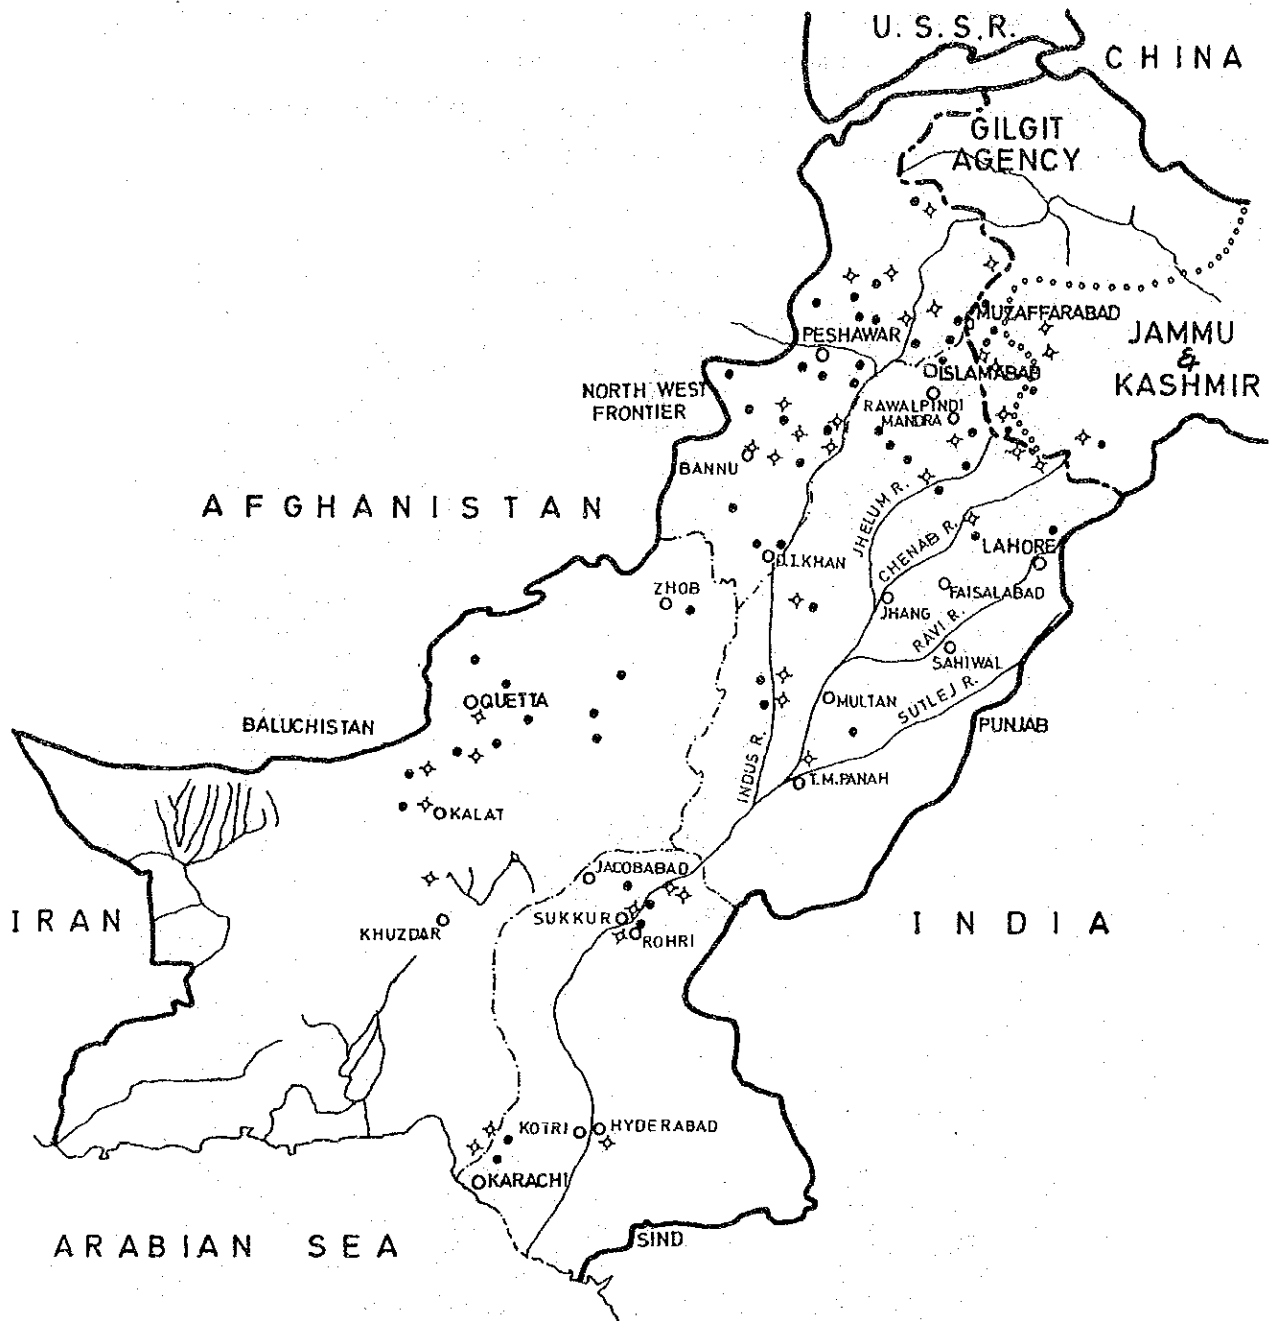 U.S.S.R.
CHINA
GILGIT
AGENCY
MUZAFFARABAD
PESHAWAR
JAMMU
&
KASHMIR
ISLAMABAD
NORTH WEST
FRONTIER
RAWALPINDI
MANDRA
BANNU
AFGHANISTAN
JHELUM R.
CHENAB R.
LAHORE
D.I.KHAN
ZHOB
FAISALABAD
JHANG
RAVI R.
SAHIWAL
QUETTA
MULTAN
SUTLEJ R.
BALUCHISTAN
PUNJAB
INDUS R.
T.M.PANAH
KALAT
JACOBABAD
IRAN
SUKKUR
INDIA
KHUZDAR
ROHRI
KOTRI
HYDERABAD
KARACHI
ARABIAN SEA
SIND